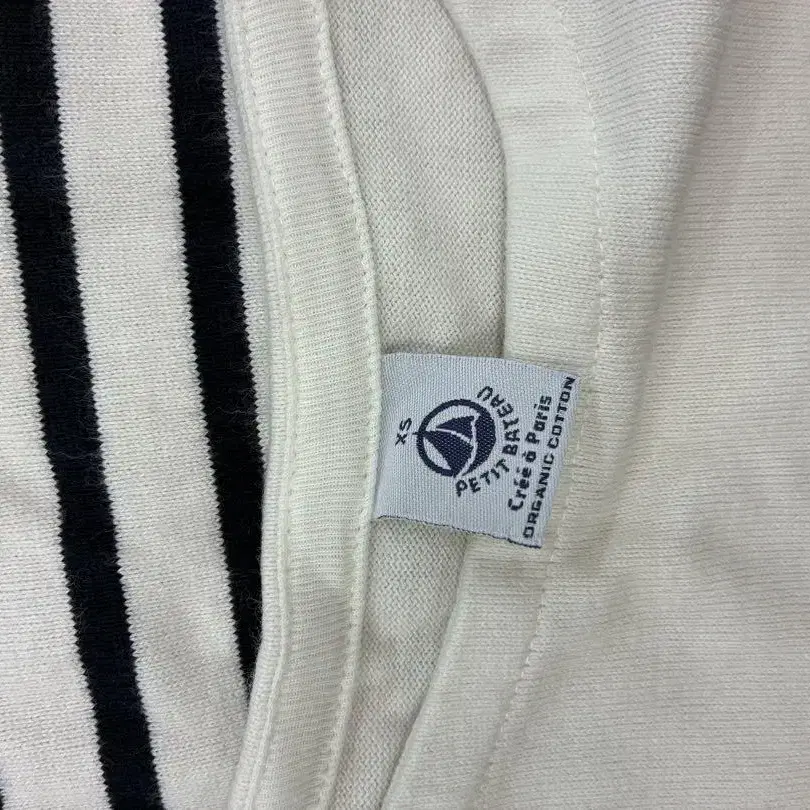 XS
PETIT BATEAU
Créé à Paris
ORGANIC COTTON